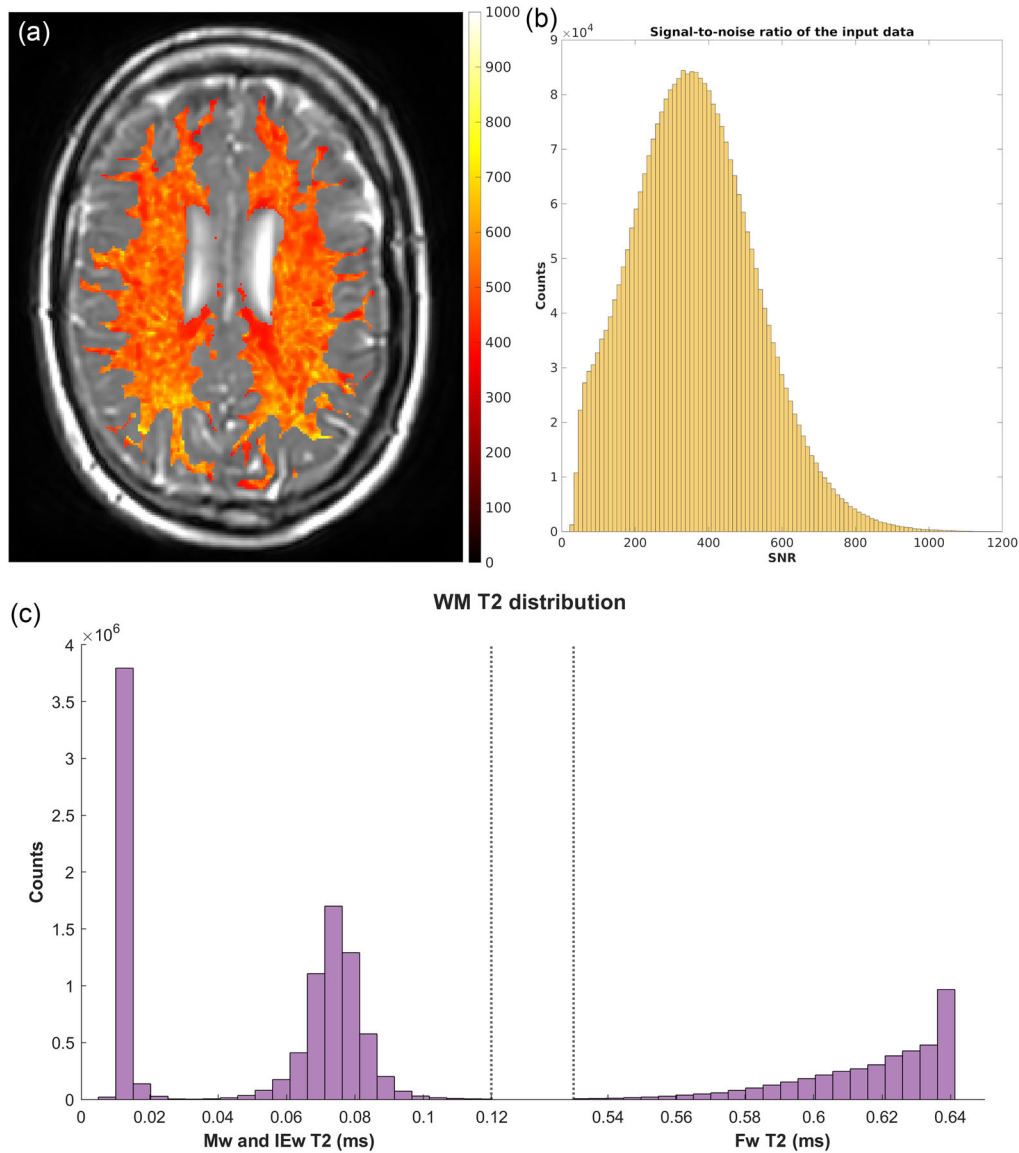 (a)
1000
900
800
700
600
500
400
300
200
100
0
(b)
Signal-to-noise ratio of the input data
×10⁴
9
8
7
6
5
4
3
2
1
0
Counts
0 200 400 600 800 1000 1200
SNR
(c)
WM T2 distribution
×10⁶
4
3.5
3
2.5
2
1.5
1
0.5
0
Counts
0 0.02 0.04 0.06 0.08 0.1 0.12 0.54 0.56 0.58 0.6 0.62 0.64
Mw and IEw T2 (ms) Fw T2 (ms)